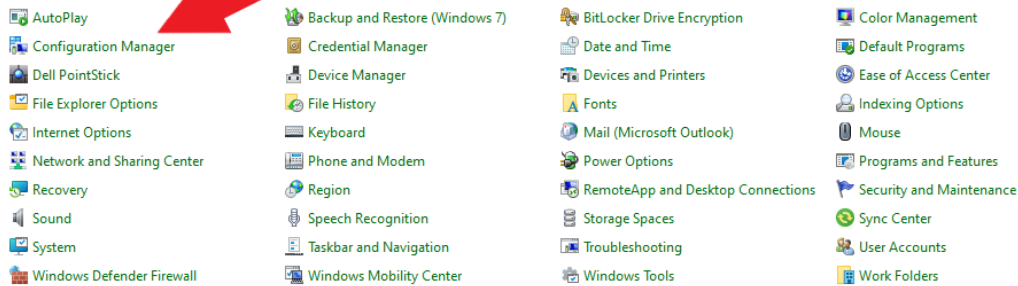 AutoPlay
Backup and Restore (Windows 7)
BitLocker Drive Encryption
Color Management
Configuration Manager
Credential Manager
Date and Time
Default Programs
Dell PointStick
Device Manager
Devices and Printers
Ease of Access Center
File Explorer Options
File History
Fonts
Indexing Options
Internet Options
Keyboard
Mail (Microsoft Outlook)
Mouse
Network and Sharing Center
Phone and Modem
Power Options
Programs and Features
Recovery
Region
RemoteApp and Desktop Connections
Security and Maintenance
Sound
Speech Recognition
Storage Spaces
Sync Center
System
Taskbar and Navigation
Troubleshooting
User Accounts
Windows Defender Firewall
Windows Mobility Center
Windows Tools
Work Folders